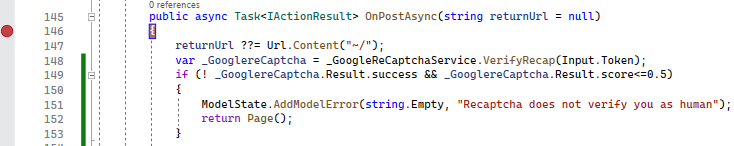 0 references
145 public async Task<IActionResult> OnPostAsync(string returnUrl = null)
146 {
147 returnUrl ??= Url.Content("~/");
148 var _GooglereCaptcha = _GoogleReCaptchaService.VerifyRecap(Input.Token);
149 if (! _GooglereCaptcha.Result.success && _GooglereCaptcha.Result.score<=0.5)
150 {
151 ModelState.AddModelError(string.Empty, "Recaptcha does not verify you as human");
152 return Page();
153 }